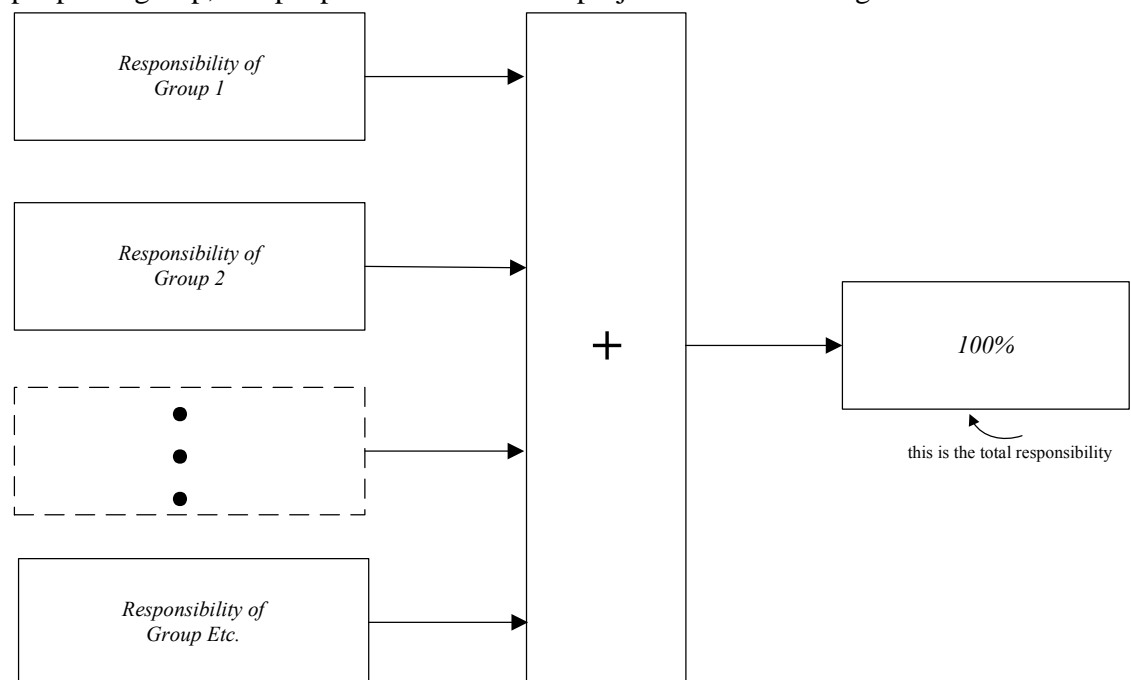 Responsibility of
Group 1
Responsibility of
Group 2
+
100%
this is the total responsibility
Responsibility of
Group Etc.